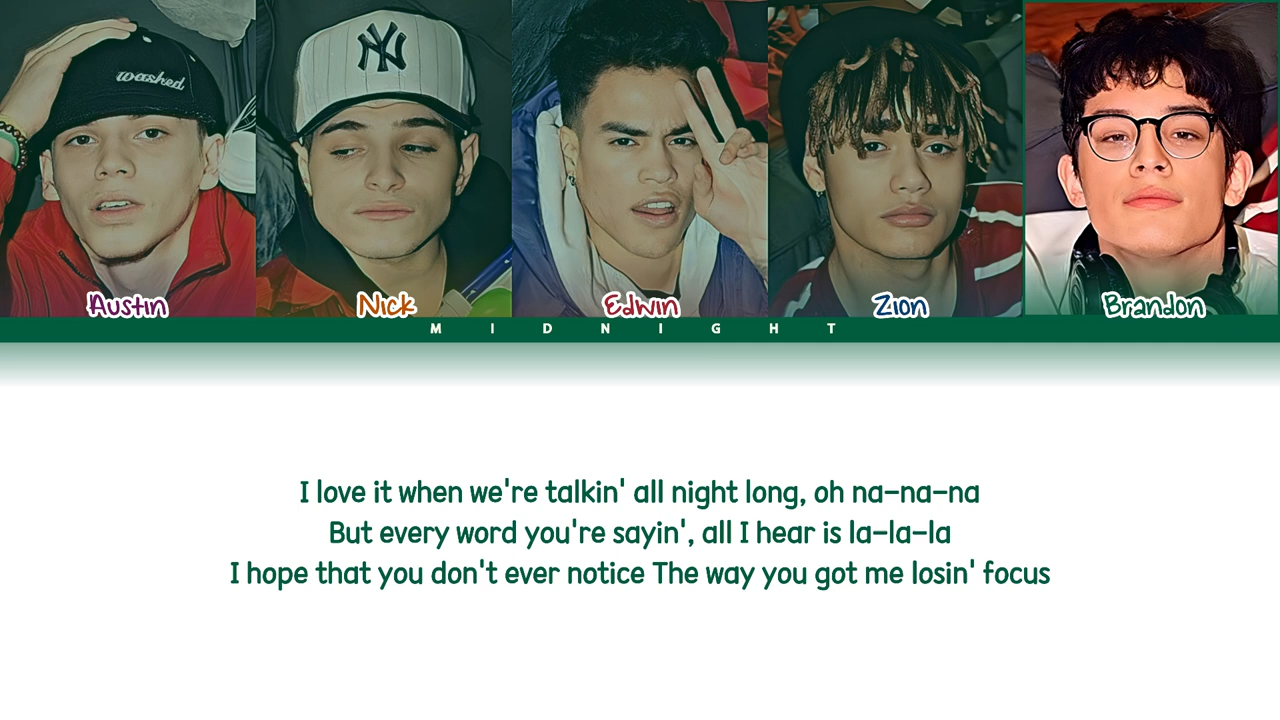 washed
NY
Austin
Nick
Edwin
Zion
Brandon
MIDNIGHT
I love it when we're talkin' all night long, oh na-na-na
But every word you're sayin', all I hear is la-la-la
I hope that you don't ever notice The way you got me losin' focus